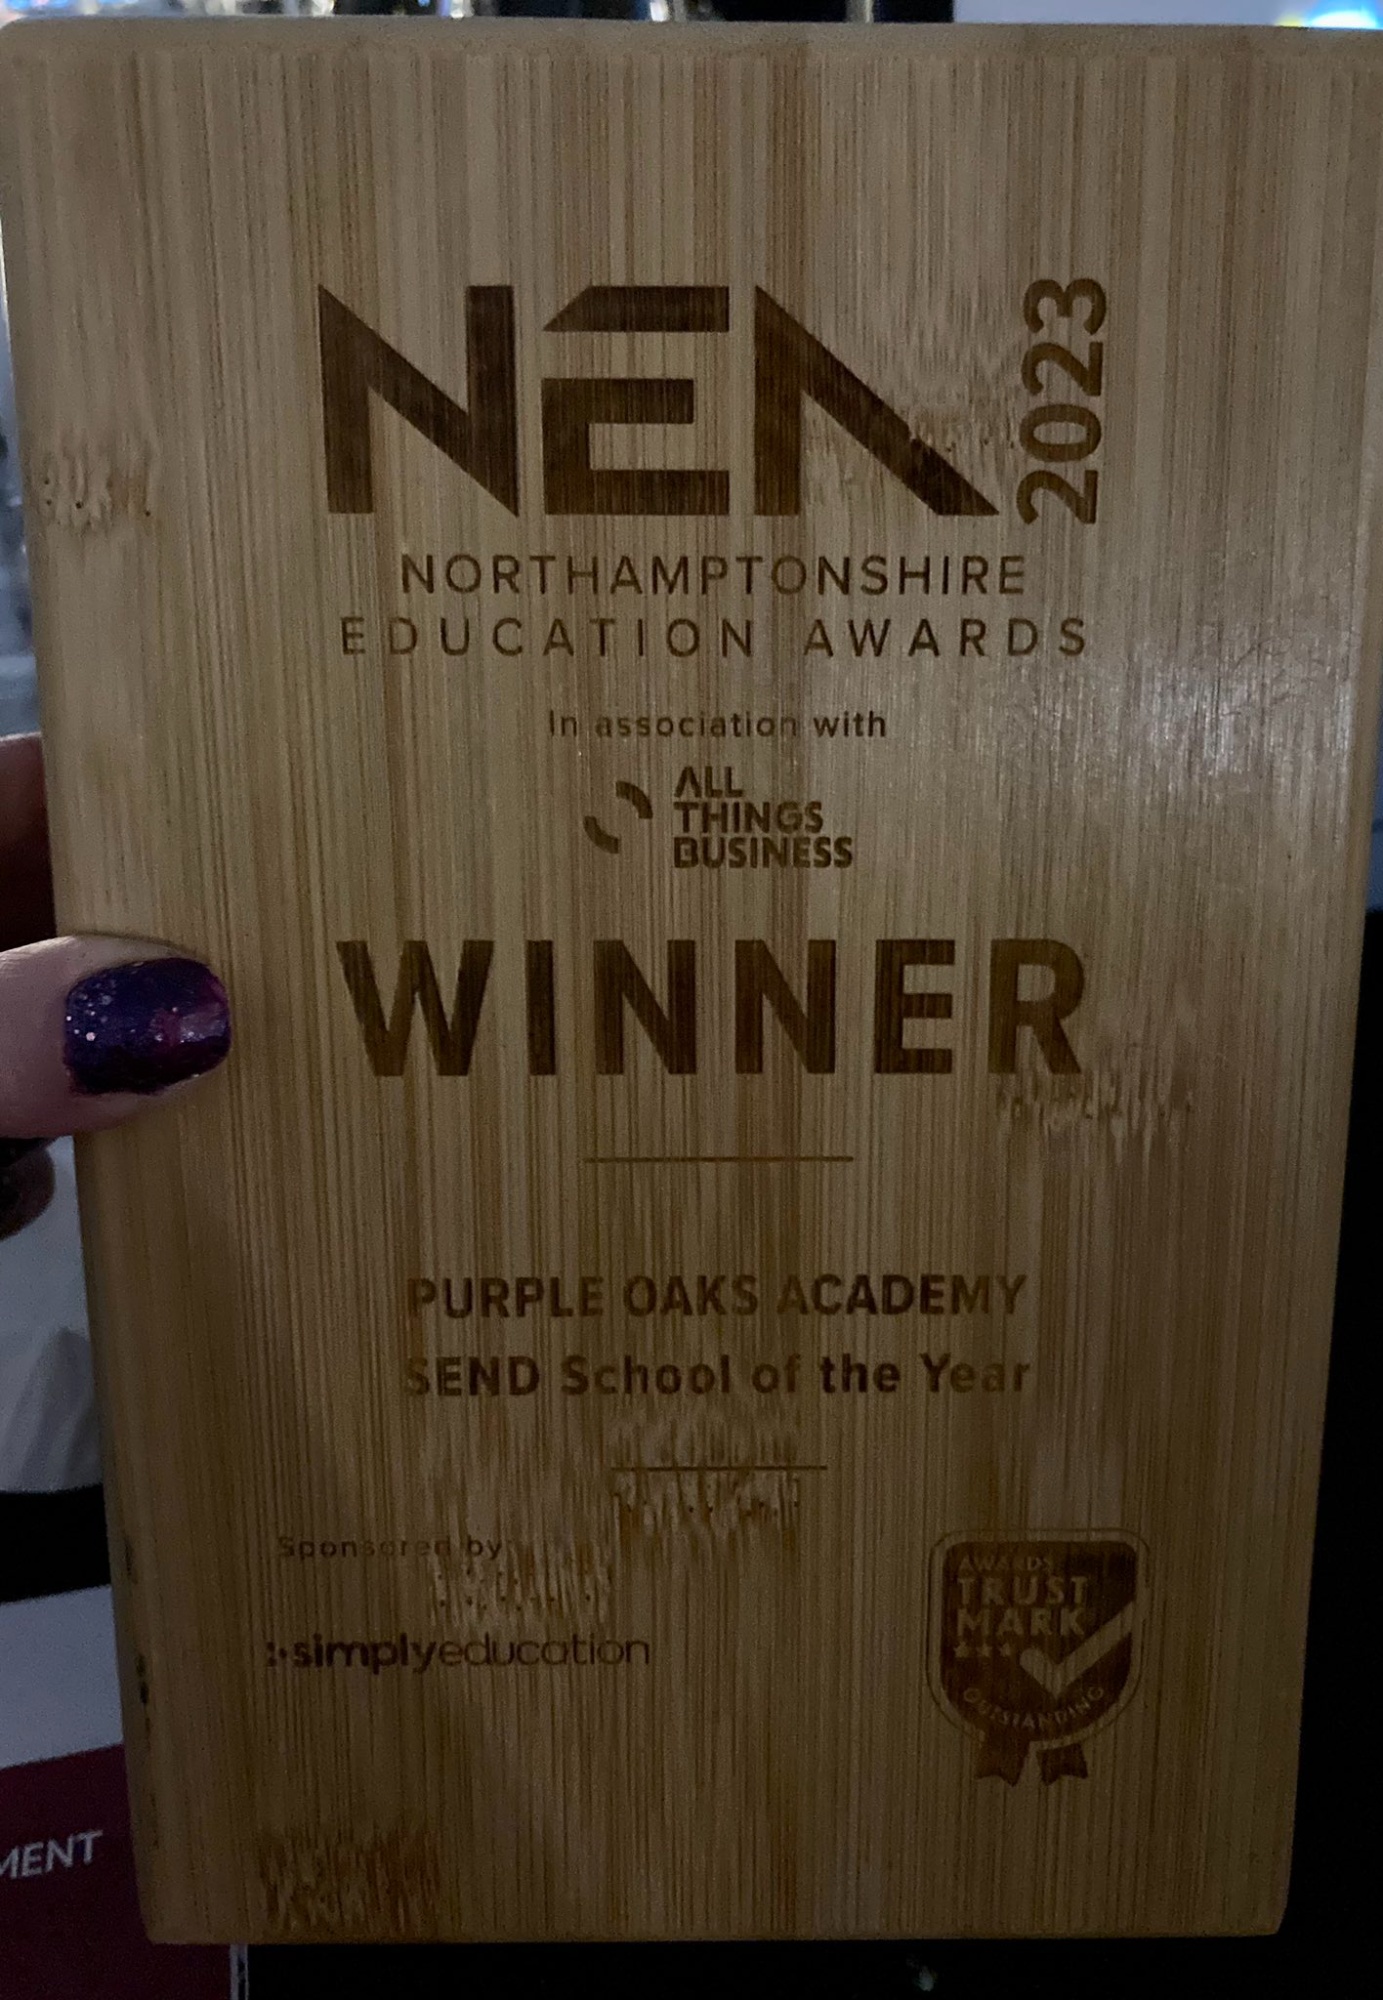 NEA 2023
NORTHAMPTONSHIRE
EDUCATION AWARDS
In association with
ALL
THINGS
BUSINESS
WINNER
PURPLE OAKS ACADEMY
SEND School of the Year
Sponsored by
simplyeducation
AWARDS
TRUST
MARK
OUTSTANDING
MENT